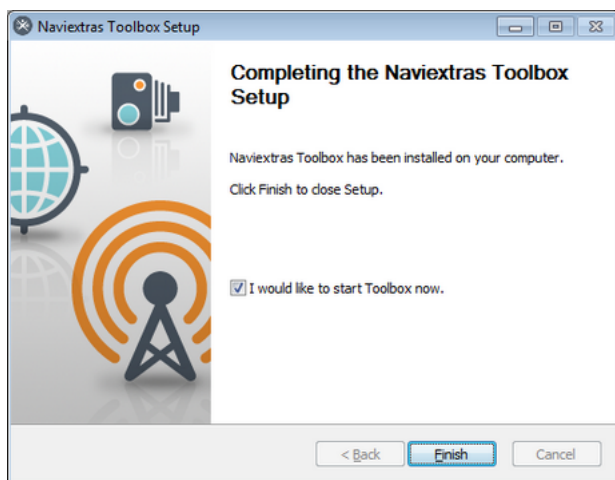 Naviextras Toolbox Setup
Completing the Naviextras Toolbox
Setup
Naviextras Toolbox has been installed on your computer.
Click Finish to close Setup.
I would like to start Toolbox now.
< Back Finish Cancel